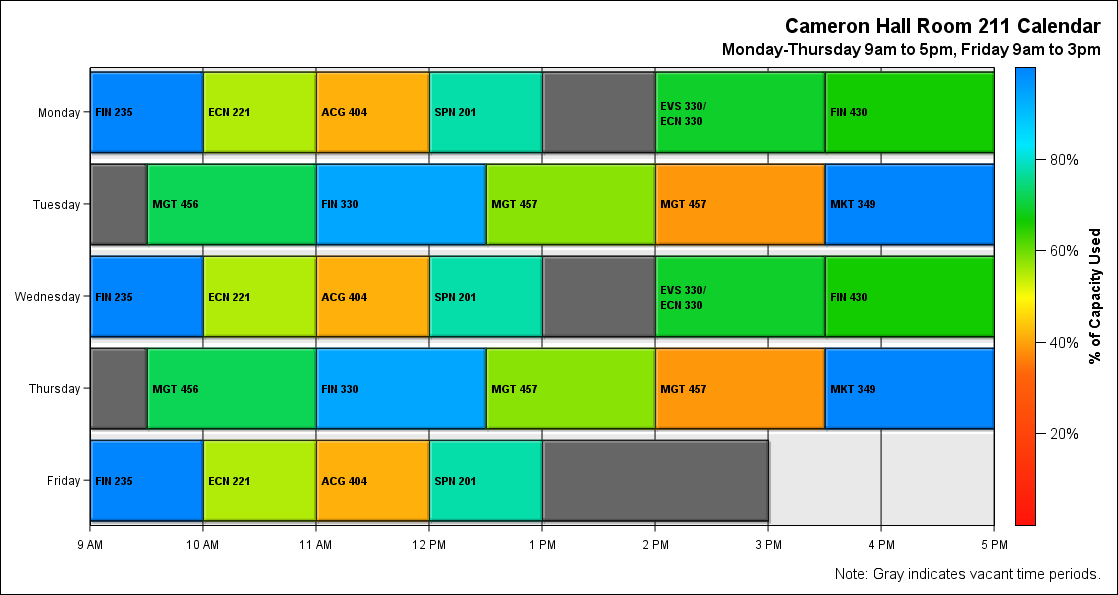 Cameron Hall Room 211 Calendar
Monday-Thursday 9am to 5pm, Friday 9am to 3pm
Monday
FIN 235
ECN 221
ACG 404
SPN 201
EVS 330/
ECN 330
FIN 430
Tuesday
MGT 456
FIN 330
MGT 457
MGT 457
MKT 349
Wednesday
FIN 235
ECN 221
ACG 404
SPN 201
EVS 330/
ECN 330
FIN 430
Thursday
MGT 456
FIN 330
MGT 457
MGT 457
MKT 349
Friday
FIN 235
ECN 221
ACG 404
SPN 201
9 AM
10 AM
11 AM
12 PM
1 PM
2 PM
3 PM
4 PM
5 PM
80%
60%
40%
20%
% of Capacity Used
Note: Gray indicates vacant time periods.